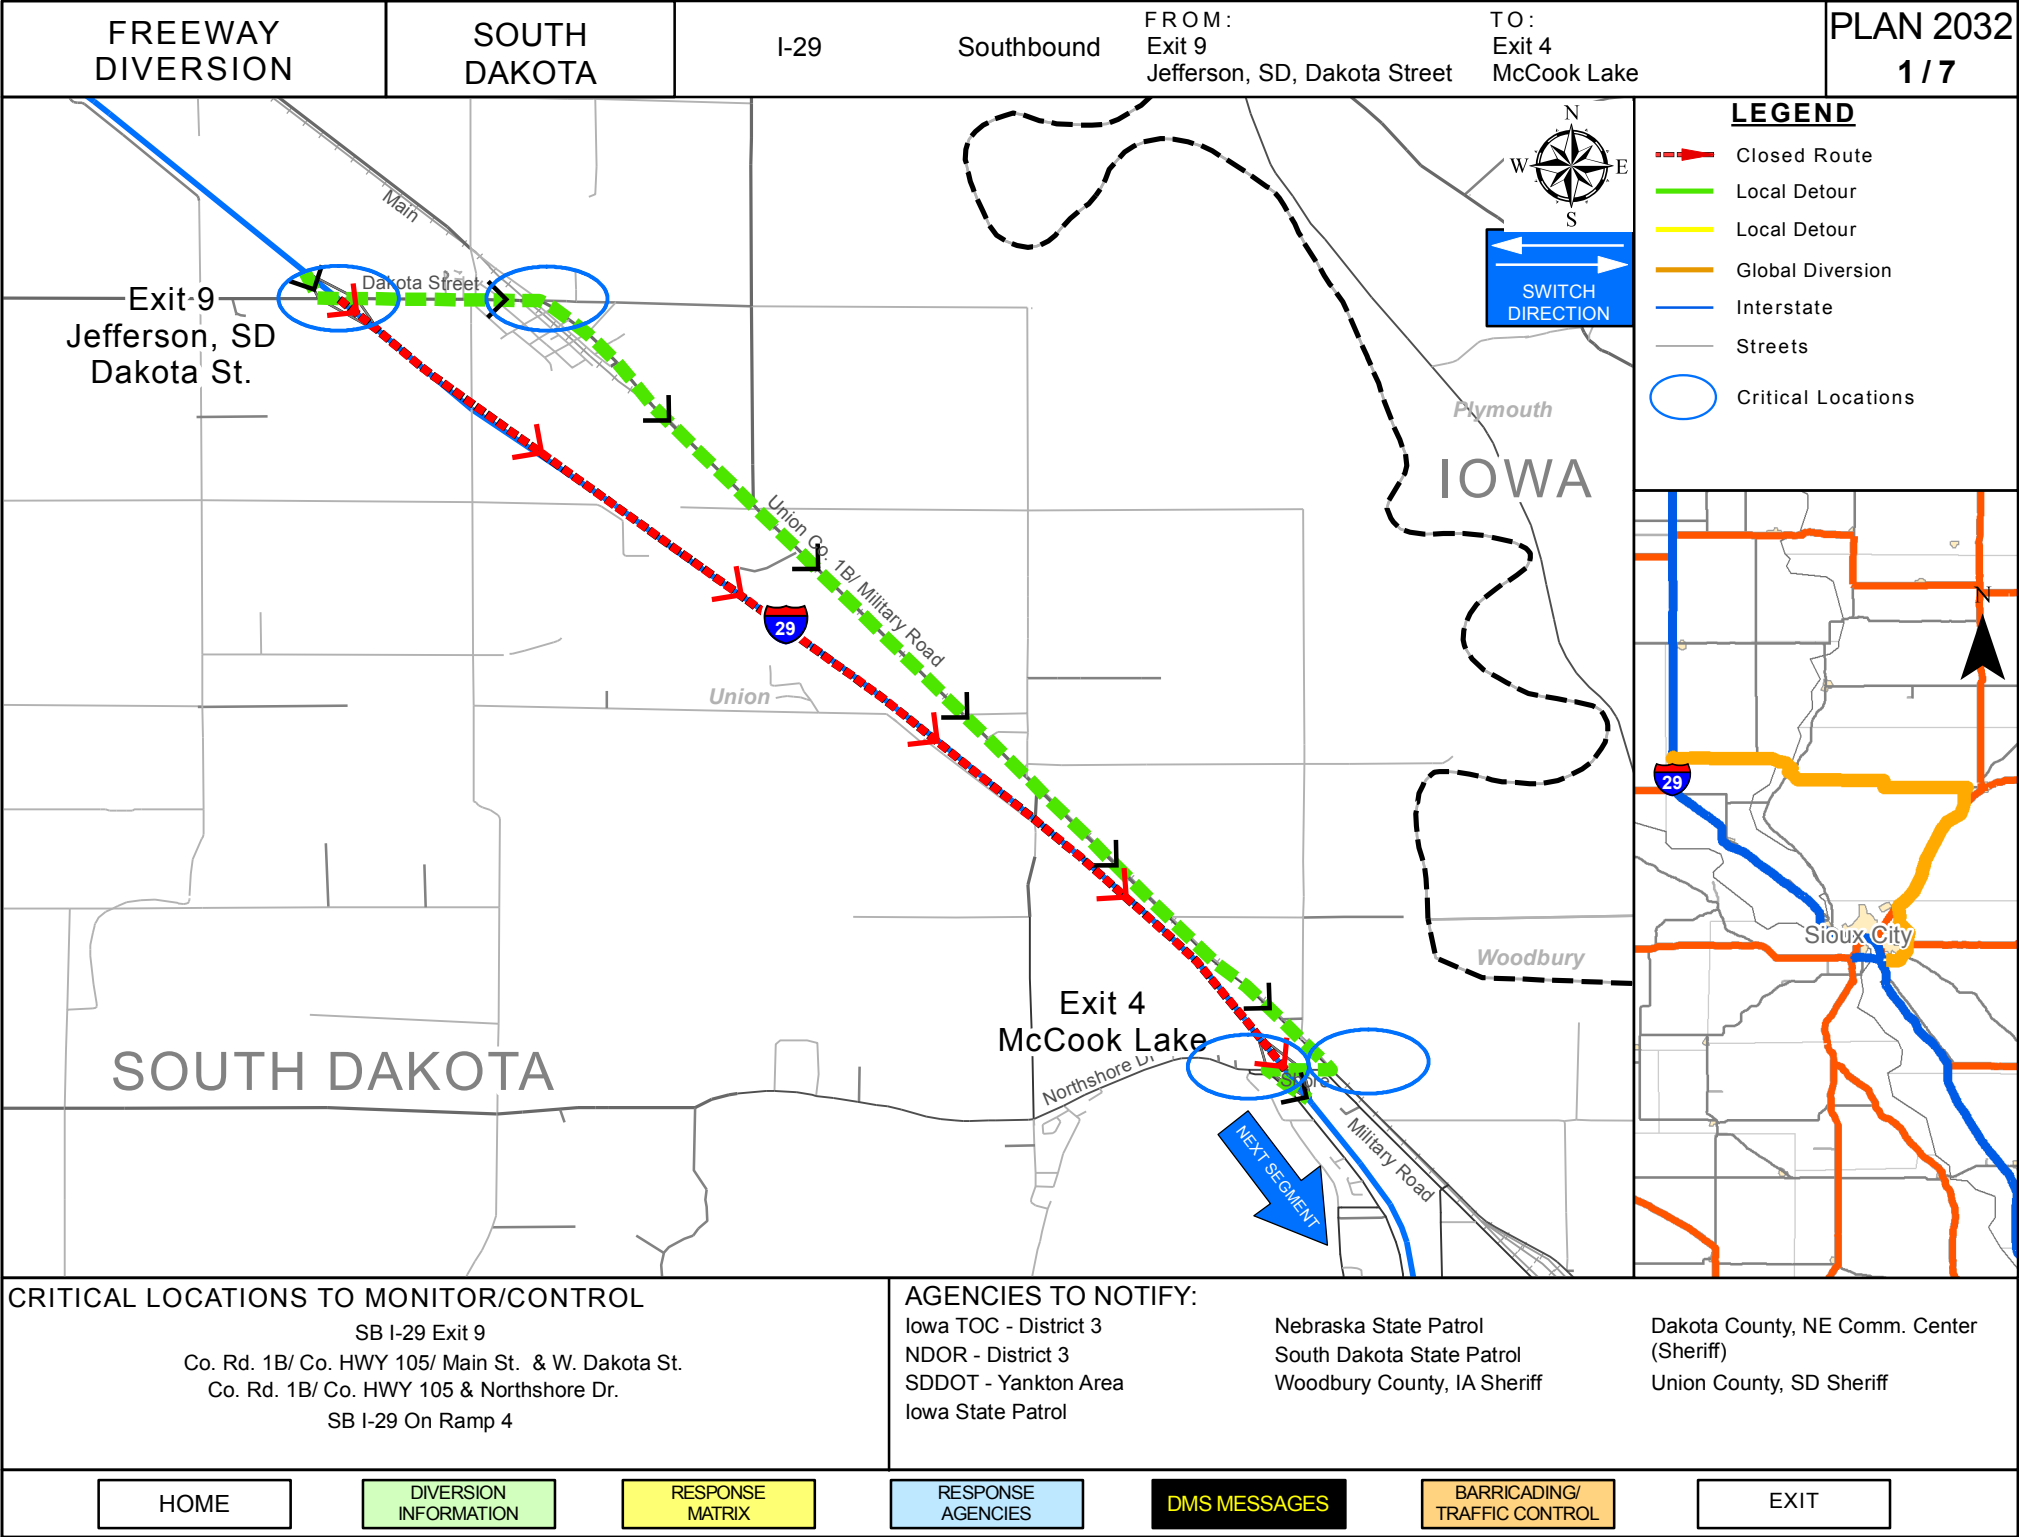 FREEWAY
DIVERSION
SOUTH
DAKOTA
I-29
Southbound
FROM:
Exit 9
Jefferson, SD, Dakota Street
TO:
Exit 4
McCook Lake
PLAN 2032
1 / 7
LEGEND
Closed Route
Local Detour
Local Detour
Global Diversion
Interstate
Streets
Critical Locations
N
W
E
S
SWITCH
DIRECTION
Main
Dakota Street
Exit 9
Jefferson, SD
Dakota St.
Plymouth
IOWA
Union Co. 1B/ Military Road
29
Union
Woodbury
Exit 4
McCook Lake
SOUTH DAKOTA
Northshore Dr
Shore
Military Road
NEXT SEGMENT
N
29
Sioux City
CRITICAL LOCATIONS TO MONITOR/CONTROL
SB I-29 Exit 9
Co. Rd. 1B/ Co. HWY 105/ Main St. & W. Dakota St.
Co. Rd. 1B/ Co. HWY 105 & Northshore Dr.
SB I-29 On Ramp 4
AGENCIES TO NOTIFY:
Iowa TOC - District 3
NDOR - District 3
SDDOT - Yankton Area
Iowa State Patrol
Nebraska State Patrol
South Dakota State Patrol
Woodbury County, IA Sheriff
Dakota County, NE Comm. Center
(Sheriff)
Union County, SD Sheriff
HOME
DIVERSION
INFORMATION
RESPONSE
MATRIX
RESPONSE
AGENCIES
DMS MESSAGES
BARRICADING/
TRAFFIC CONTROL
EXIT